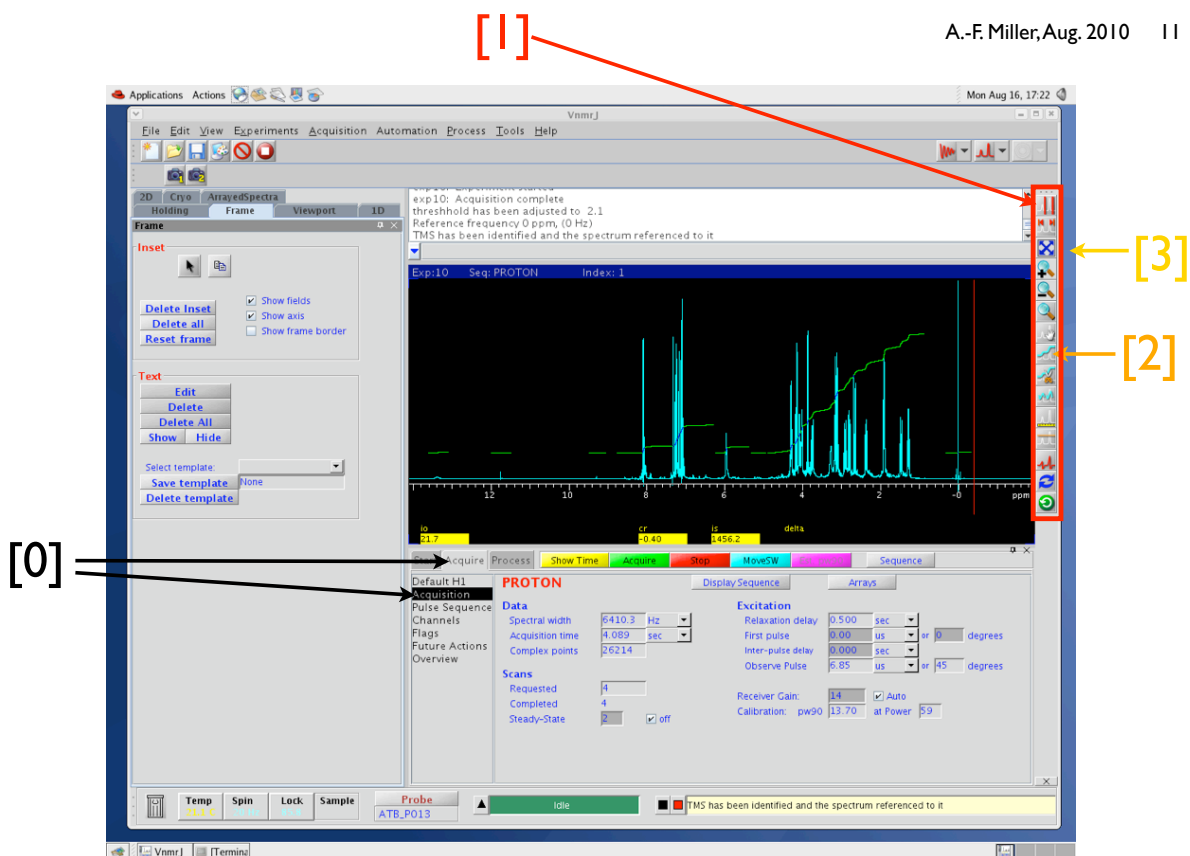 A.-F. Miller, Aug. 2010 11
[1]
Applications Actions Mon Aug 16, 17:22
VnmrJ
File Edit View Experiments Acquisition Automation Process Tools Help
2D Cryo ArrayedSpectra
Holding Frame Viewport 1D
Frame
exp10: Experiment started
exp10: Acquisition complete
threshhold has been adjusted to 2.1
Reference frequency 0 ppm, (0 Hz)
TMS has been identified and the spectrum referenced to it
Inset
Delete Inset
Delete all
Reset frame
Show fields
Show axis
Show frame border
Text
Edit
Delete
Delete All
Show Hide
Select template:
Save template None
Delete template
Exp:10 Seq: PROTON Index: 1
[3]
[2]
12 10 8 6 4 2 -0 ppm
io cr is delta
21.7 -0.40 1456.2
[0]
Start Acquire Process Show Time Acquire Stop MoveSW Sequence
Default H1
Acquisition
Pulse Sequence
Channels
Flags
Future Actions
Overview
PROTON Display Sequence Arrays
Data
Spectral width 6410.3 Hz
Acquisition time 4.089 sec
Complex points 26214
Scans
Requested 4
Completed 4
Steady-State 2 off
Excitation
Relaxation delay 0.500 sec
First pulse 0.00 us or 0 degrees
Inter-pulse delay 0.000 sec
Observe Pulse 6.85 us or 45 degrees
Receiver Gain: 14 Auto
Calibration: pw90 13.70 at Power 59
Temp Spin Lock Sample
Probe
ATB_P013
Idle
TMS has been identified and the spectrum referenced to it
VnmrJ [Termina